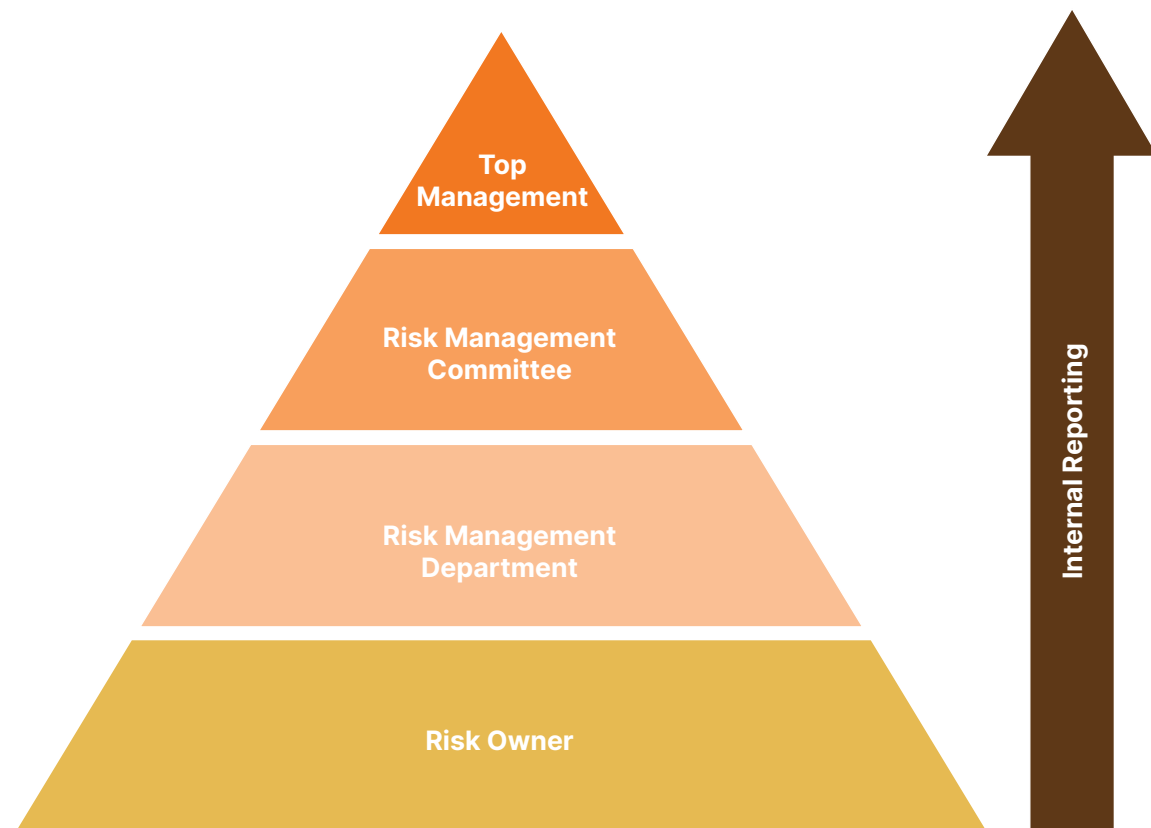 Top
Management
Risk Management
Committee
Risk Management
Department
Risk Owner
Internal Reporting